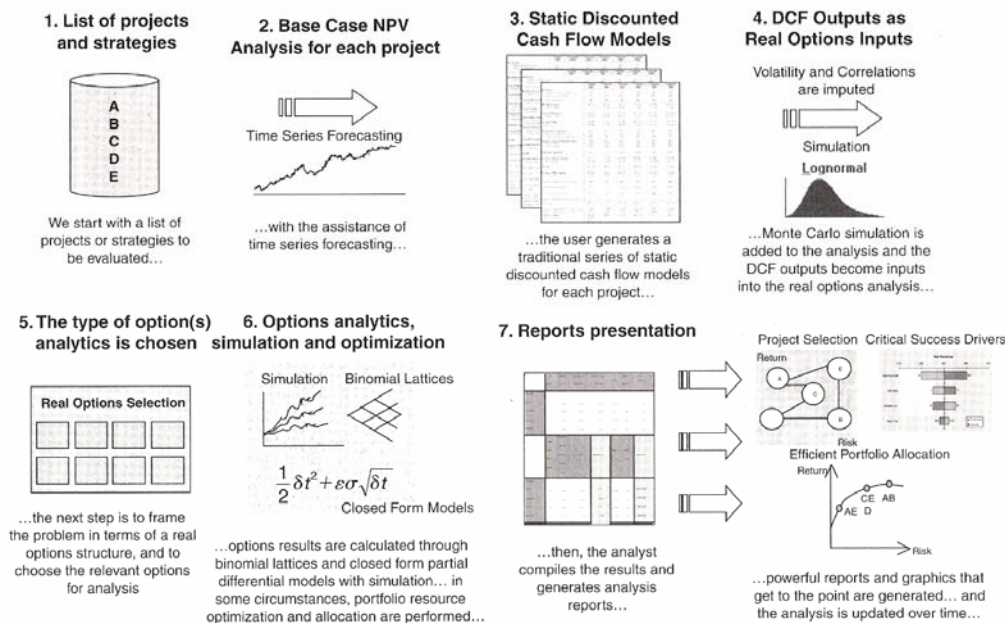 1. List of projects
and strategies
A
B
C
D
E
We start with a list of
projects or strategies to
be evaluated...
2. Base Case NPV
Analysis for each project
Time Series Forecasting
...with the assistance of
time series forecasting...
3. Static Discounted
Cash Flow Models
...the user generates a
traditional series of static
discounted cash flow models
for each project...
4. DCF Outputs as
Real Options Inputs
Volatility and Correlations
are imputed
Simulation
Lognormal
...Monte Carlo simulation is
added to the analysis and the
DCF outputs become inputs
into the real options analysis...
5. The type of option(s)
analytics is chosen
Real Options Selection
...the next step is to frame
the problem in terms of a real
options structure, and to
choose the relevant options
for analysis
6. Options analytics,
simulation and optimization
Simulation
Binomial Lattices
1/2 δt² + εσ√δt
Closed Form Models
...options results are calculated through
binomial lattices and closed form partial
differential models with simulation... in
some circumstances, portfolio resource
optimization and allocation are performed...
7. Reports presentation
...then, the analyst
compiles the results and
generates analysis
reports...
Project Selection
Return
Risk
Critical Success Drivers
Efficient Portfolio Allocation
Return
AE
CE
D
AB
Risk
...powerful reports and graphics that
get to the point are generated... and
the analysis is updated over time...